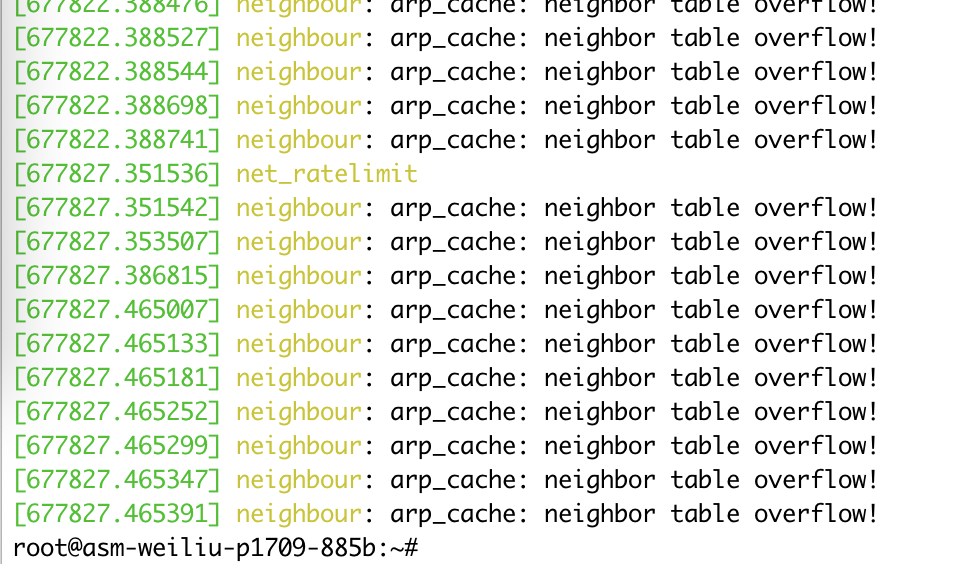 [677822.388476] neighbour: arp_cache: neighbor table overflow!
[677822.388527] neighbour: arp_cache: neighbor table overflow!
[677822.388544] neighbour: arp_cache: neighbor table overflow!
[677822.388698] neighbour: arp_cache: neighbor table overflow!
[677822.388741] neighbour: arp_cache: neighbor table overflow!
[677827.351536] net_ratelimit
[677827.351542] neighbour: arp_cache: neighbor table overflow!
[677827.353507] neighbour: arp_cache: neighbor table overflow!
[677827.386815] neighbour: arp_cache: neighbor table overflow!
[677827.465007] neighbour: arp_cache: neighbor table overflow!
[677827.465133] neighbour: arp_cache: neighbor table overflow!
[677827.465181] neighbour: arp_cache: neighbor table overflow!
[677827.465252] neighbour: arp_cache: neighbor table overflow!
[677827.465299] neighbour: arp_cache: neighbor table overflow!
[677827.465347] neighbour: arp_cache: neighbor table overflow!
[677827.465391] neighbour: arp_cache: neighbor table overflow!
root@asm-weiliu-p1709-885b:~#